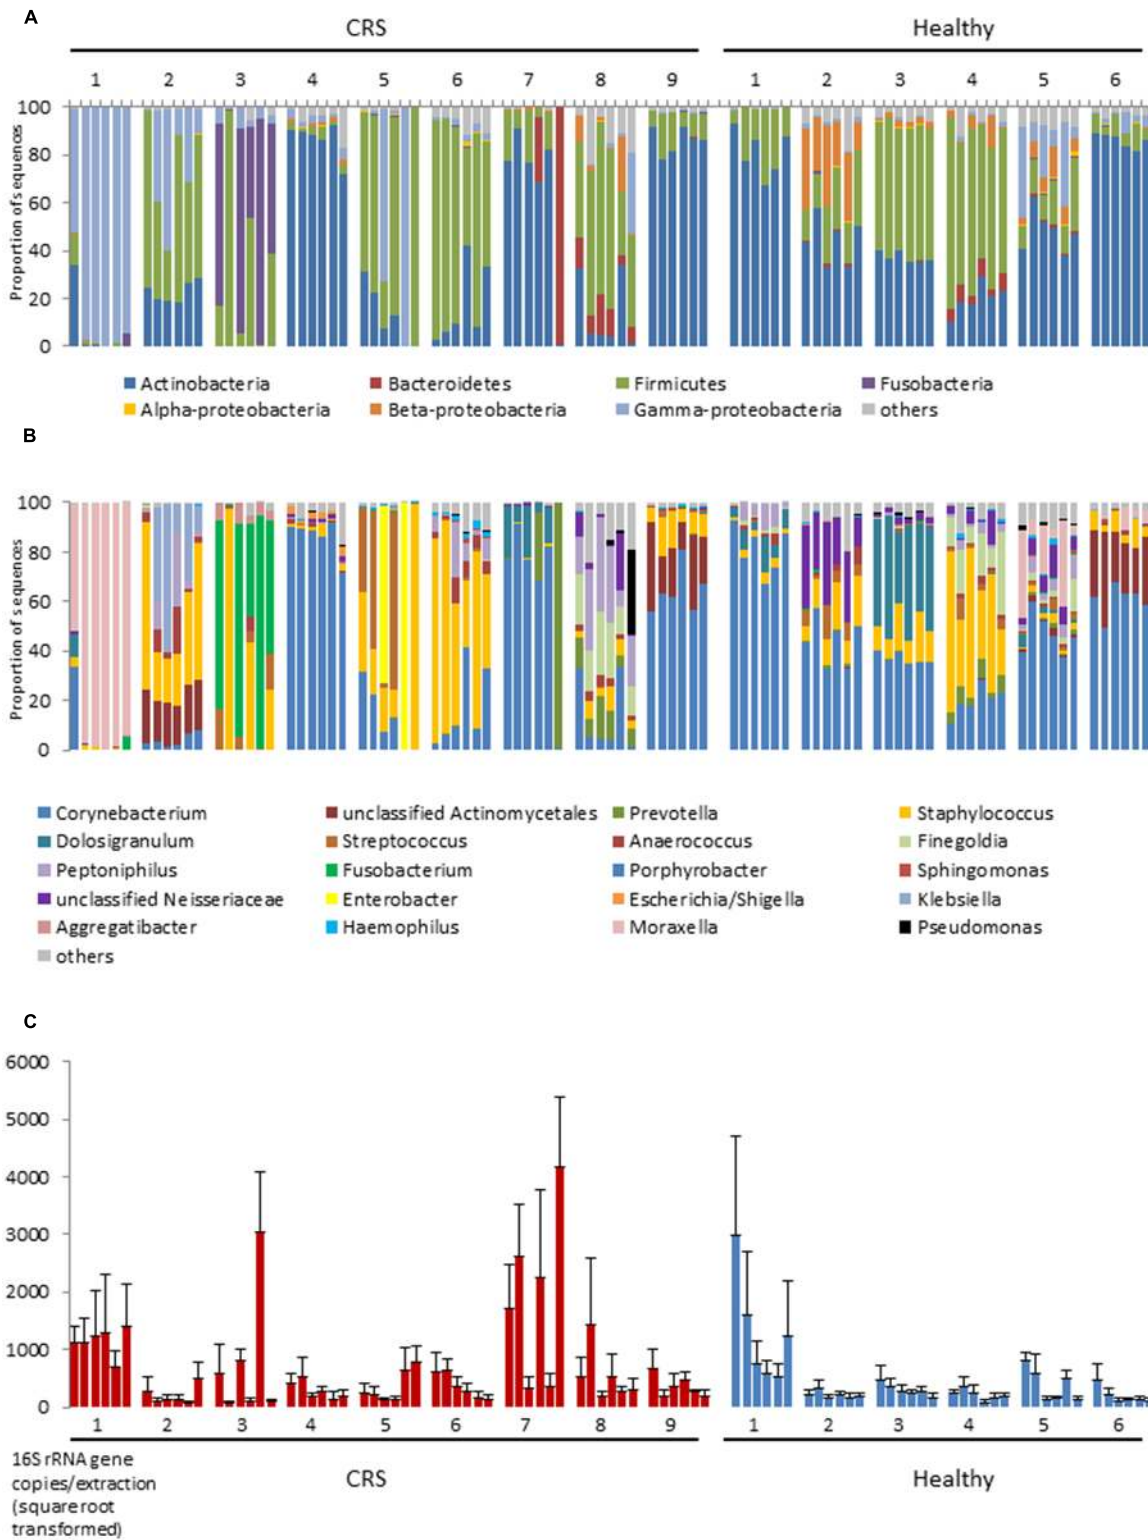 A
CRS Healthy
1 2 3 4 5 6 7 8 9 1 2 3 4 5 6
Proportion of sequences
100
80
60
40
20
0
Actinobacteria Bacteroidetes Firmicutes Fusobacteria
Alpha-proteobacteria Beta-proteobacteria Gamma-proteobacteria others
B
Proportion of sequences
100
80
60
40
20
0
Corynebacterium unclassified Actinomycetales Prevotella Staphylococcus
Dolosigranulum Streptococcus Anaerococcus Finegoldia
Peptoniphilus Fusobacterium Porphyrobacter Sphingomonas
unclassified Neisseriaceae Enterobacter Escherichia/Shigella Klebsiella
Aggregatibacter Haemophilus Moraxella Pseudomonas
others
C
6000
5000
4000
3000
2000
1000
0
1 2 3 4 5 6 7 8 9 1 2 3 4 5 6
16S rRNA gene
copies/extraction
(square root
transformed)
CRS Healthy